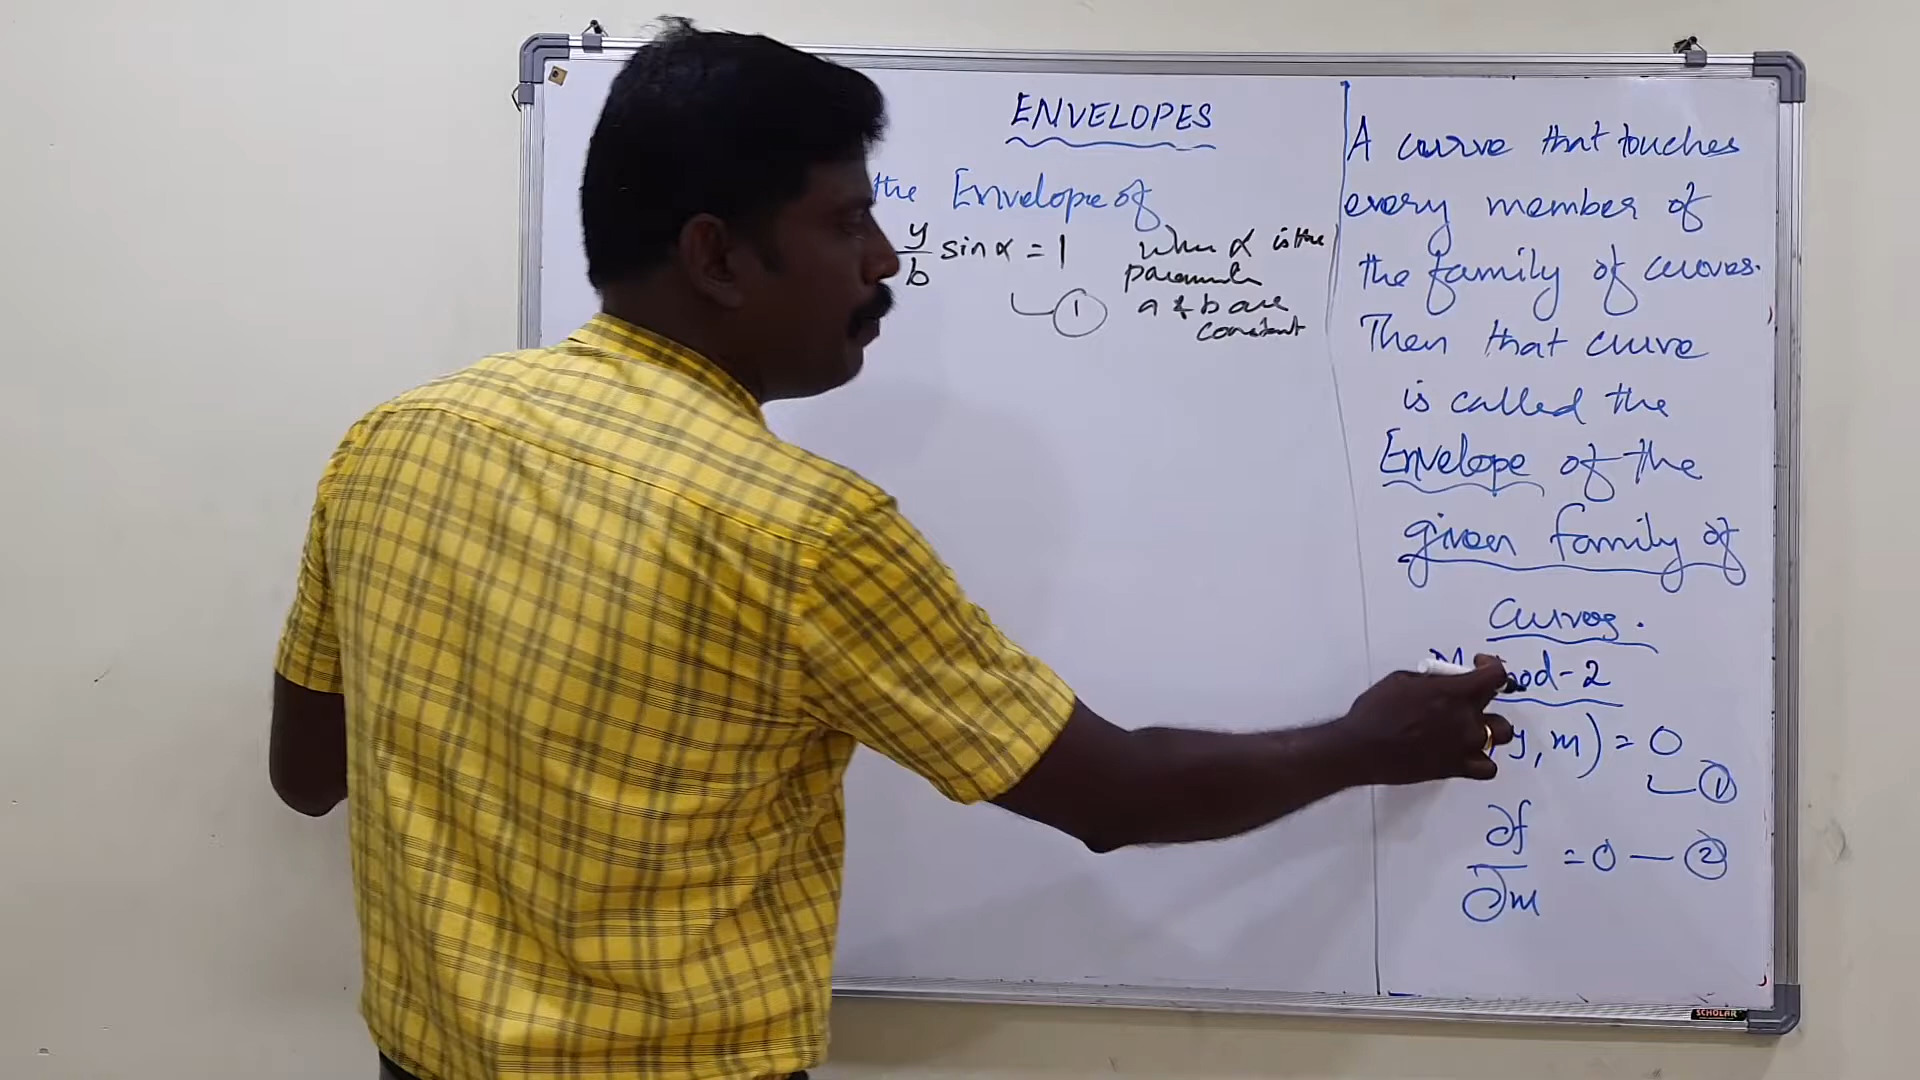 ENVELOPES
the Envelope of
y/b sin α = 1
①
when α is the
parameter
a & b are
constant
A curve that touches
every member of
the family of curves.
Then that curve
is called the
Envelope of the
given family of
Curves.
-2
y, m) = 0
①
∂f/∂m = 0 — ②
SCHOLAR